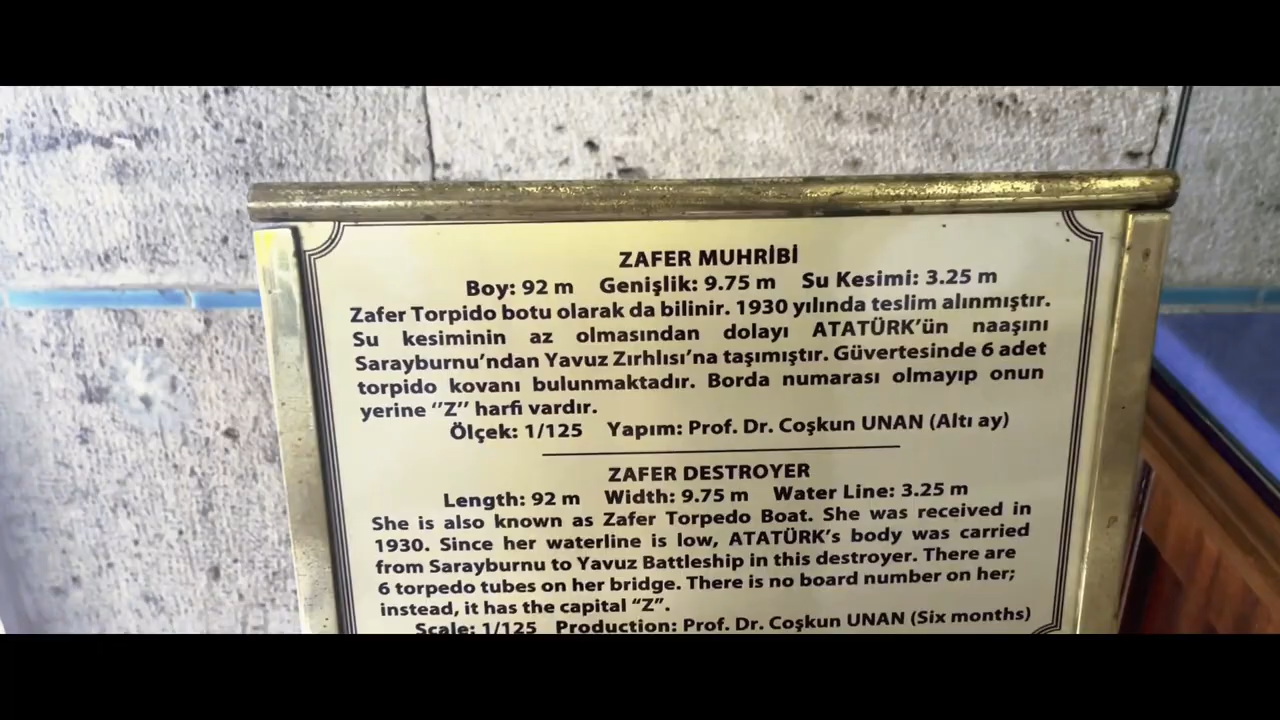 ZAFER MUHRİBİ
Boy: 92 m Genişlik: 9.75 m Su Kesimi: 3.25 m
Zafer Torpido botu olarak da bilinir. 1930 yılında teslim alınmıştır.
Su kesiminin az olmasından dolayı ATATÜRK'ün naaşını
Sarayburnu'ndan Yavuz Zırhlısı'na taşımıştır. Güvertesinde 6 adet
torpido kovanı bulunmaktadır. Borda numarası olmayıp onun
yerine ‘‘Z’’ harfi vardır.
Ölçek: 1/125 Yapım: Prof. Dr. Coşkun UNAN (Altı ay)
ZAFER DESTROYER
Length: 92 m Width: 9.75 m Water Line: 3.25 m
She is also known as Zafer Torpedo Boat. She was received in
1930. Since her waterline is low, ATATÜRK's body was carried
from Sarayburnu to Yavuz Battleship in this destroyer. There are
6 torpedo tubes on her bridge. There is no board number on her;
instead, it has the capital “Z”.
Scale: 1/125 Production: Prof. Dr. Coşkun UNAN (Six months)